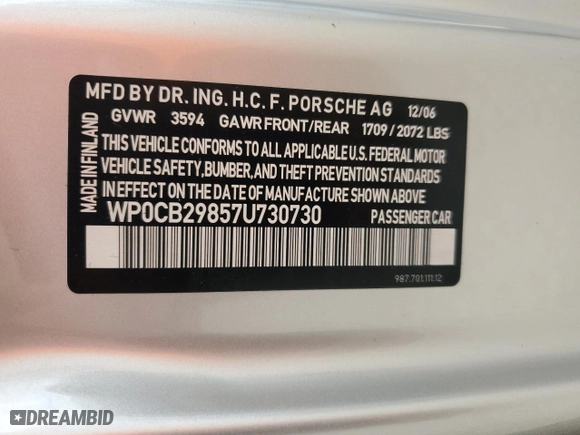 MFD BY DR. ING. H.C. F. PORSCHE AG 12/06
GVWR 3594 GAWR FRONT/REAR 1709 / 2072 LBS
THIS VEHICLE CONFORMS TO ALL APPLICABLE U.S. FEDERAL MOTOR
VEHICLE SAFETY, BUMPER, AND THEFT PREVENTION STANDARDS
IN EFFECT ON THE DATE OF MANUFACTURE SHOWN ABOVE
WP0CB29857U730730 PASSENGER CAR
987.701.111.12
MADE IN FINLAND
DREAMBID